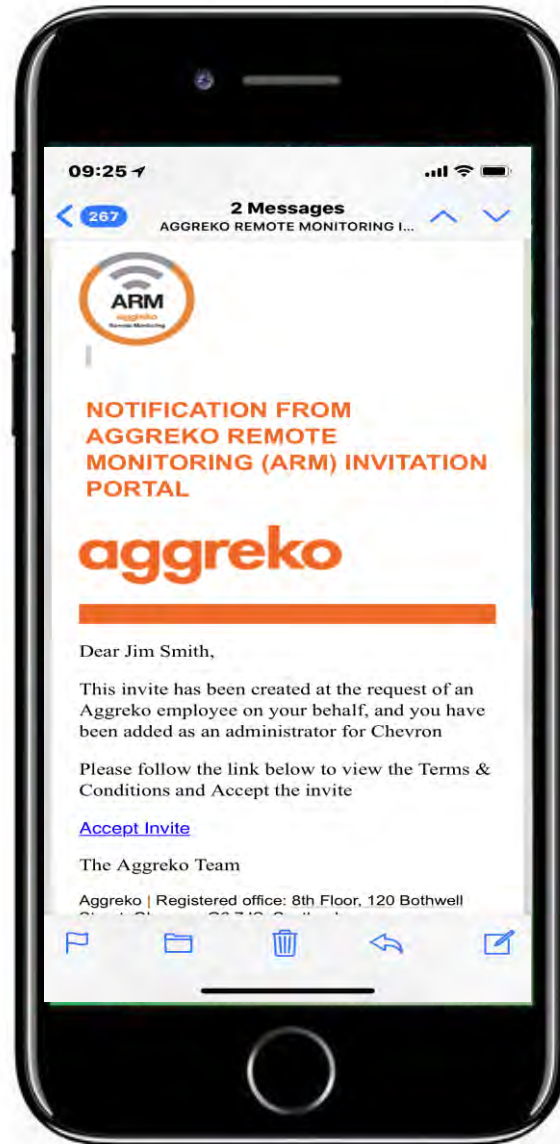 09:25
267
2 Messages
AGGREKO REMOTE MONITORING I...
ARM
aggreko
Remote Monitoring
NOTIFICATION FROM
AGGREKO REMOTE
MONITORING (ARM) INVITATION
PORTAL
aggreko
Dear Jim Smith,
This invite has been created at the request of an
Aggreko employee on your behalf, and you have
been added as an administrator for Chevron
Please follow the link below to view the Terms &
Conditions and Accept the invite
Accept Invite
The Aggreko Team
Aggreko | Registered office: 8th Floor, 120 Bothwell